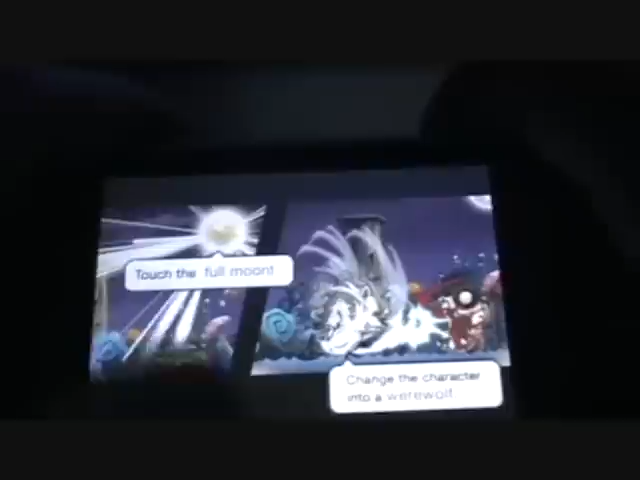 Touch the full moon!
Change the character
into a werewolf